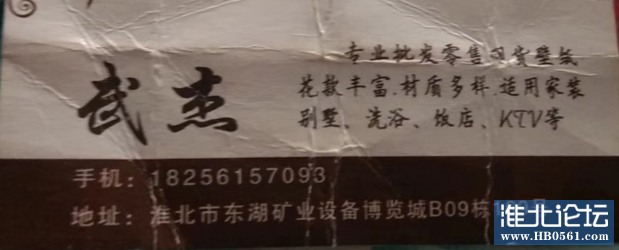 专业批发零售现货壁纸
武杰
花款丰富.材质多样.适用家装
别墅、洗浴、饭店、KTV等
手机：18256157093
地址：淮北市东湖矿业设备博览城B09栋
淮北论坛
www.HB0561.com